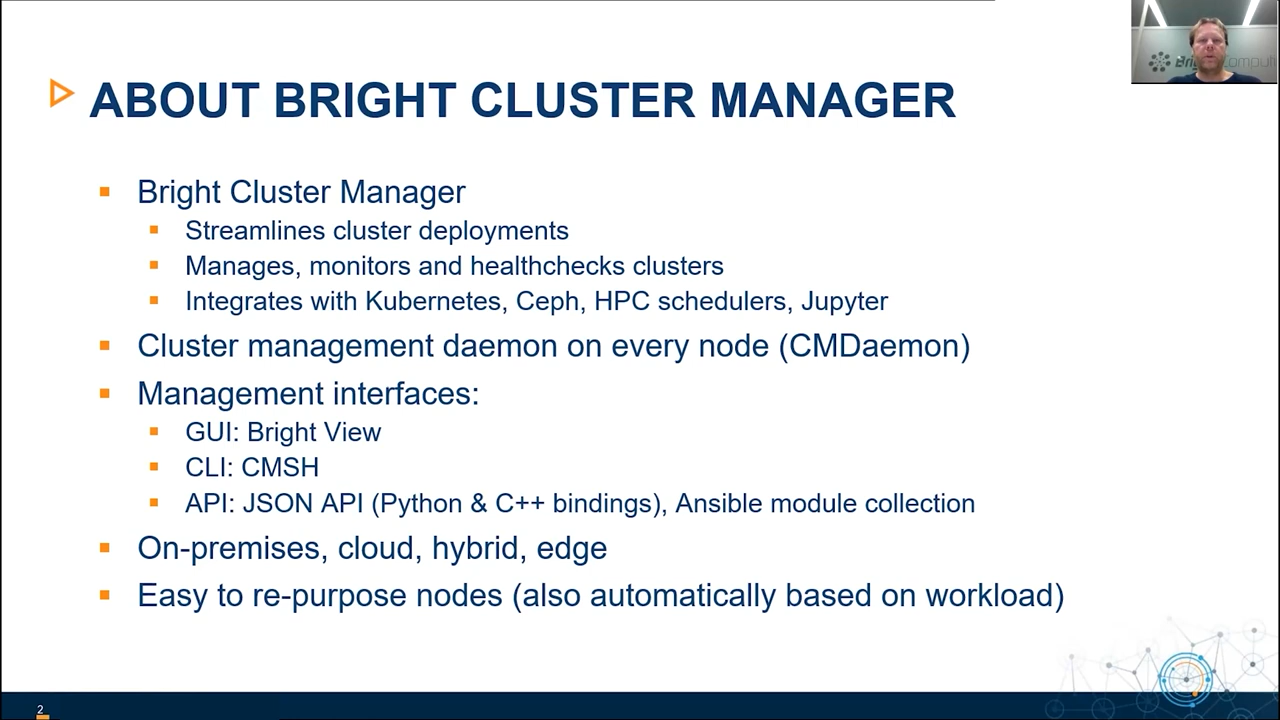 ABOUT BRIGHT CLUSTER MANAGER
Bright Cluster Manager
Streamlines cluster deployments
Manages, monitors and healthchecks clusters
Integrates with Kubernetes, Ceph, HPC schedulers, Jupyter
Cluster management daemon on every node (CMDaemon)
Management interfaces:
GUI: Bright View
CLI: CMSH
API: JSON API (Python & C++ bindings), Ansible module collection
On-premises, cloud, hybrid, edge
Easy to re-purpose nodes (also automatically based on workload)
2